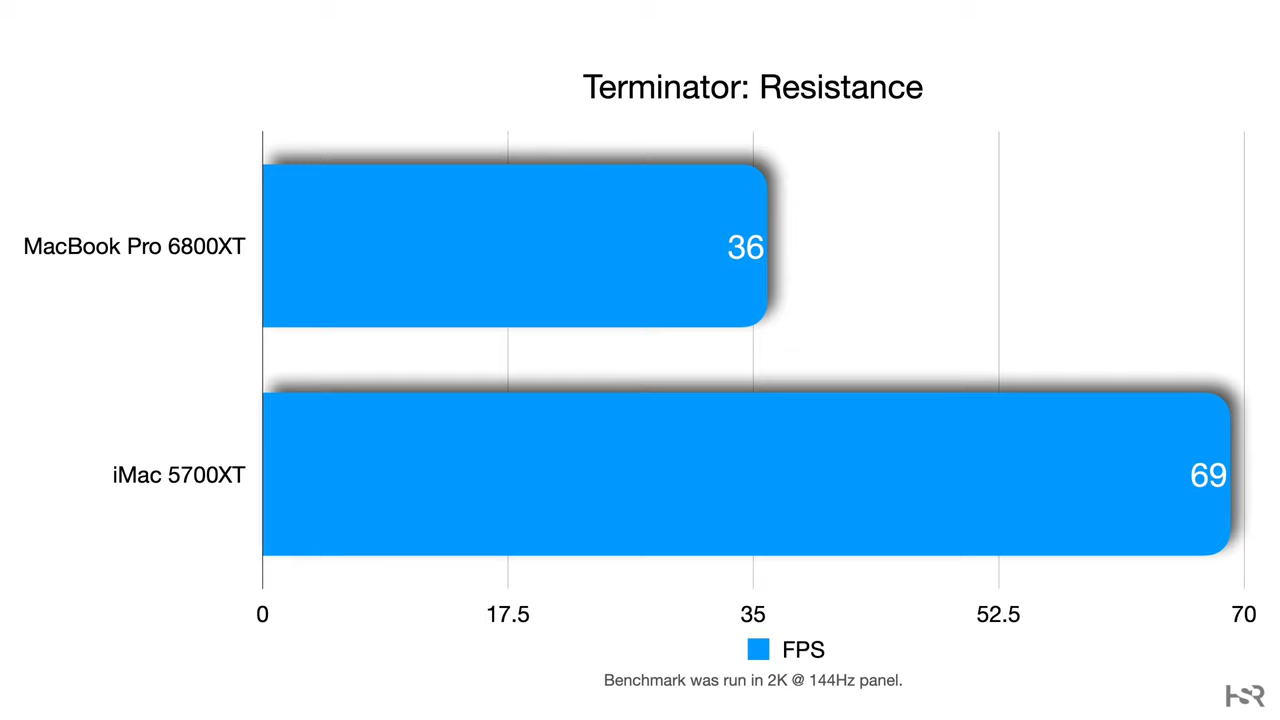 Terminator: Resistance
MacBook Pro 6800XT
36
iMac 5700XT
69
0 17.5 35 52.5 70
FPS
Benchmark was run in 2K @ 144Hz panel.
HSR